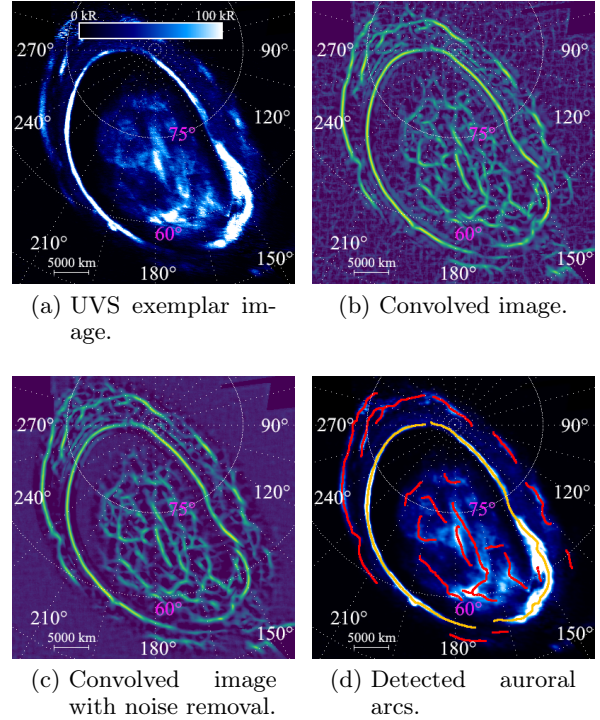 0 kR 100 kR
270° 90°
120°
240° 75°
60°
210° 150°
5000 km 180°
(a) UVS exemplar im-
age.
270° 90°
120°
240° 75°
60°
210° 150°
5000 km 180°
(b) Convolved image.
270° 90°
120°
240° 75°
60°
210° 150°
5000 km 180°
(c) Convolved image
with noise removal.
270° 90°
120°
240° 75°
60°
210° 150°
5000 km 180°
(d) Detected auroral
arcs.